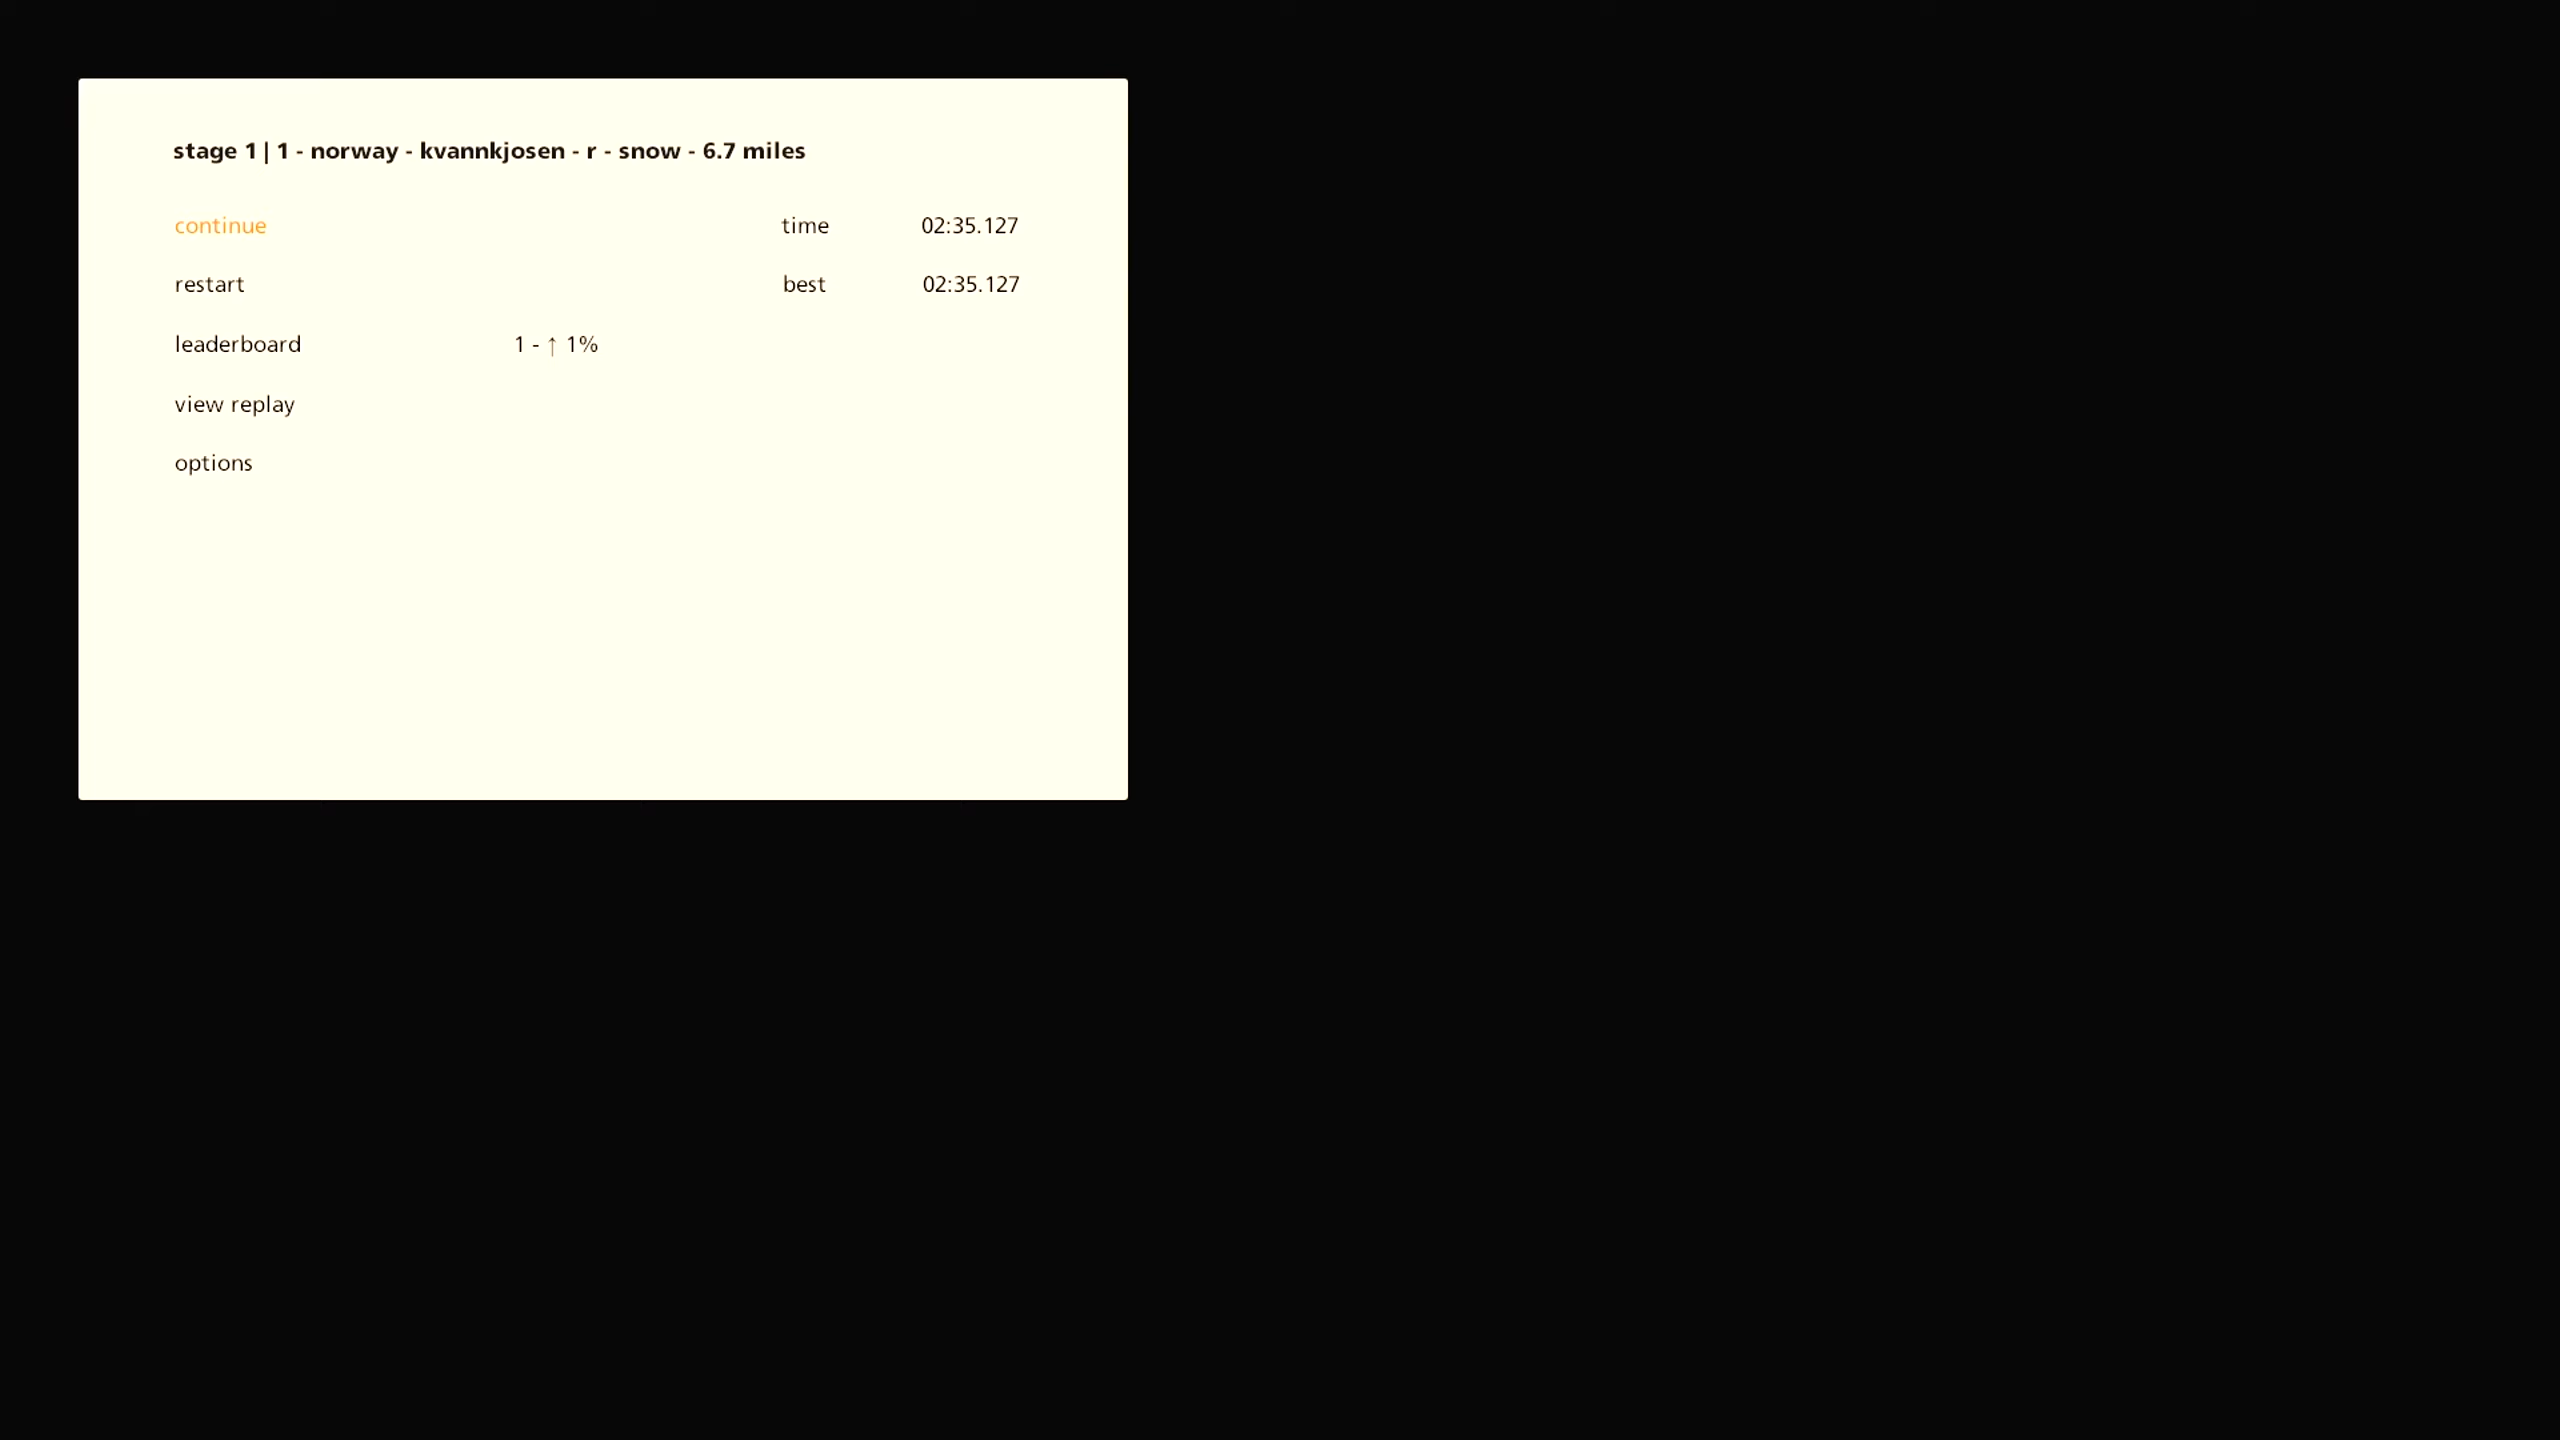 stage 1 | 1 - norway - kvannkjosen - r - snow - 6.7 miles
continue time 02:35.127
restart best 02:35.127
leaderboard 1 - ↑ 1%
view replay
options